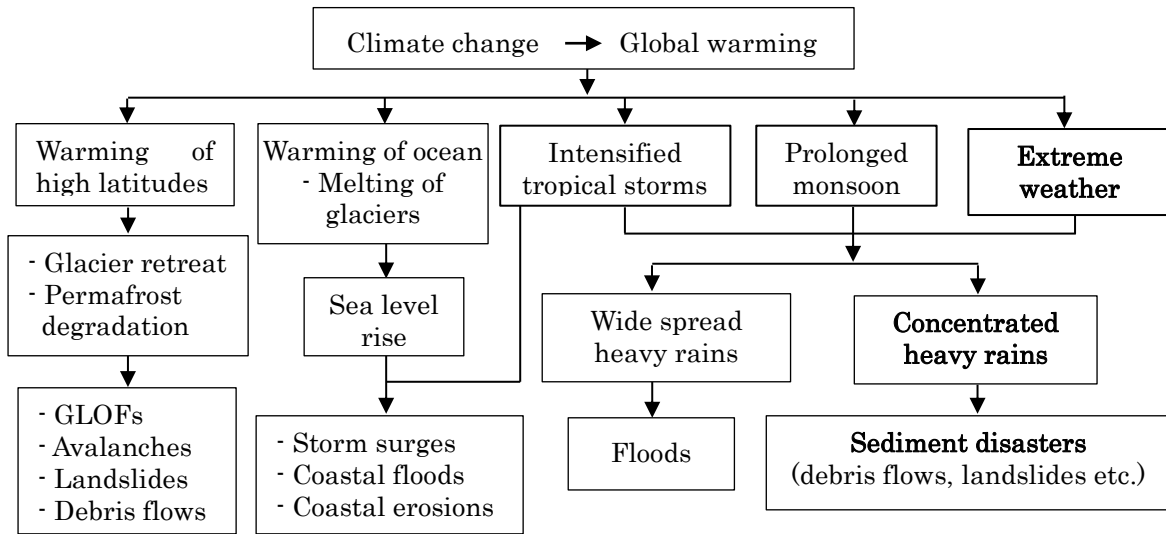 Climate change → Global warming
Warming of
high latitudes
Warming of ocean
- Melting of
glaciers
Intensified
tropical storms
Prolonged
monsoon
Extreme
weather
- Glacier retreat
- Permafrost
degradation
Sea level
rise
Wide spread
heavy rains
Concentrated
heavy rains
- GLOFs
- Avalanches
- Landslides
- Debris flows
- Storm surges
- Coastal floods
- Coastal erosions
Floods
Sediment disasters
(debris flows, landslides etc.)